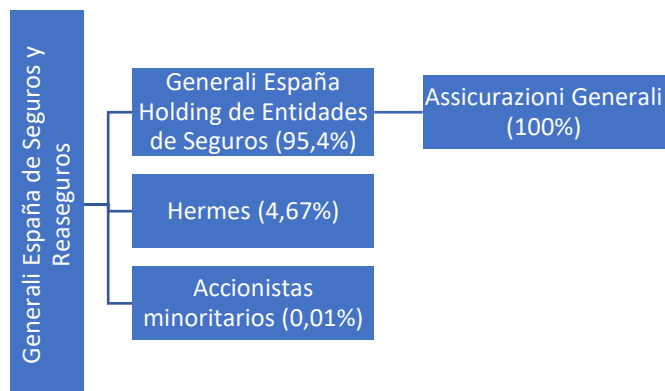 Generali España de Seguros y
Reaseguros
Generali España
Holding de Entidades
de Seguros (95,4%)
Assicurazioni Generali
(100%)
Hermes (4,67%)
Accionistas
minoritarios (0,01%)